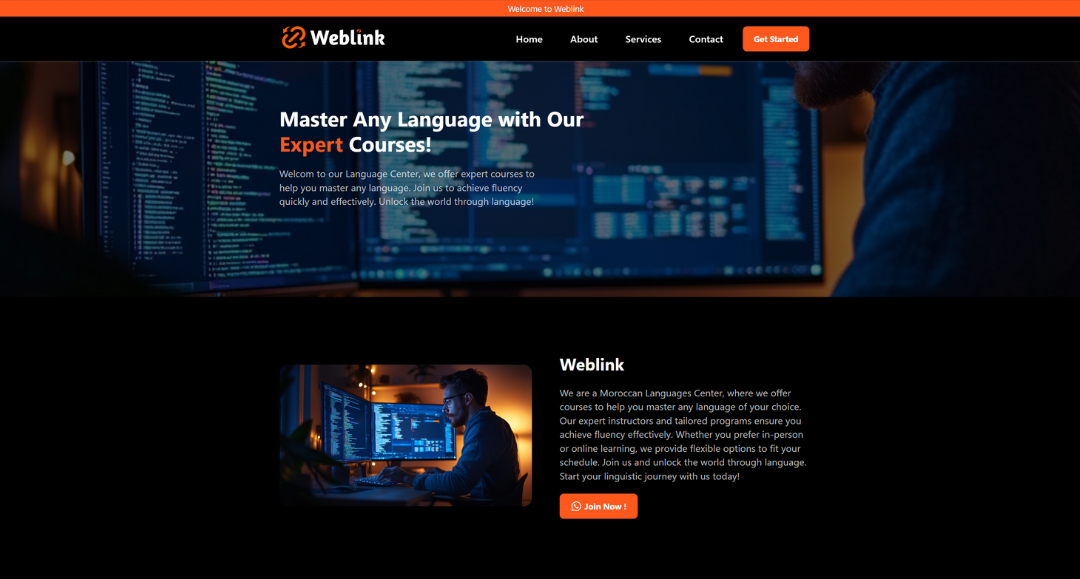 Welcome to Weblink
Weblink
Home
About
Services
Contact
Get Started
Master Any Language with Our
Expert Courses!
Welcom to our Language Center, we offer expert courses to
help you master any language. Join us to achieve fluency
quickly and effectively. Unlock the world through language!
Weblink
We are a Moroccan Languages Center, where we offer
courses to help you master any language of your choice.
Our expert instructors and tailored programs ensure you
achieve fluency effectively. Whether you prefer in-person
or online learning, we provide flexible options to fit your
schedule. Join us and unlock the world through language.
Start your linguistic journey with us today!
Join Now !